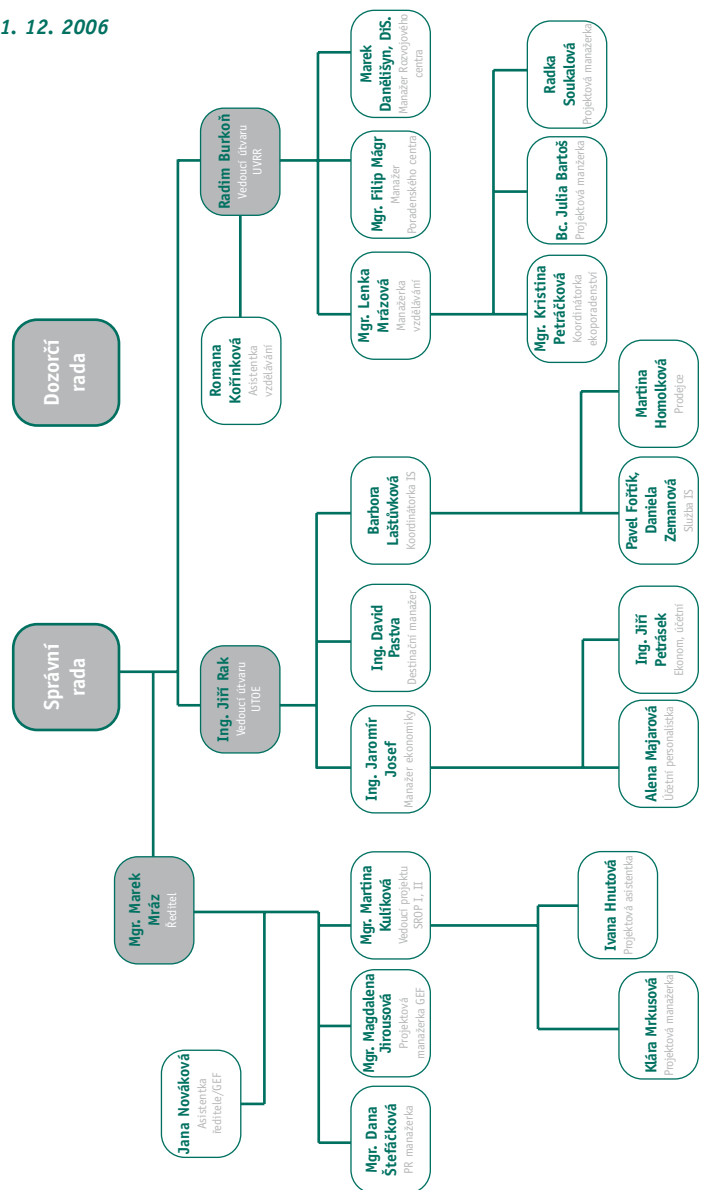 1. 12. 2006
Správní
rada
Dozorčí
rada
Mgr. Marek
Mráz
Ředitel
Jana Nováková
Asistentka
ředitele/GEF
Mgr. Dana
Štefáčková
PR manažerka
Mgr. Magdalena
Jirousová
Projektová
manažerka GEF
Mgr. Martina
Kulíková
Vedoucí projektu
SROP I, II
Klára Mrkusová
Projektová manažerka
Ivana Hnutová
Projektová asistentka
Ing. Jiří Rak
Vedoucí útvaru
UTOE
Ing. Jaromír
Josef
Manažer ekonomiky
Ing. David
Pastva
Destinační manažer
Barbora
Laštůvková
Koordinátorka IS
Alena Majarová
Účetní personalistka
Ing. Jiří
Petrásek
Ekonom, účetní
Pavel Fořtík,
Daniela
Zemanová
Služba IS
Martina
Homolková
Prodejce
Radim Burkoň
Vedoucí útvaru
UVRR
Romana
Kořínková
Asistentka
vzdělávání
Mgr. Lenka
Mrázová
Manažerka
vzdělávání
Mgr. Filip Mágr
Manažer
Poradenského centra
Marek
Danělišyn, DiS.
Manažer Rozvojového
centra
Mgr. Kristina
Petráčková
Koordinátorka
ekoporadenství
Bc. Julia Bartoš
Projektová manžerka
Radka
Soukalová
Projektová manažerka